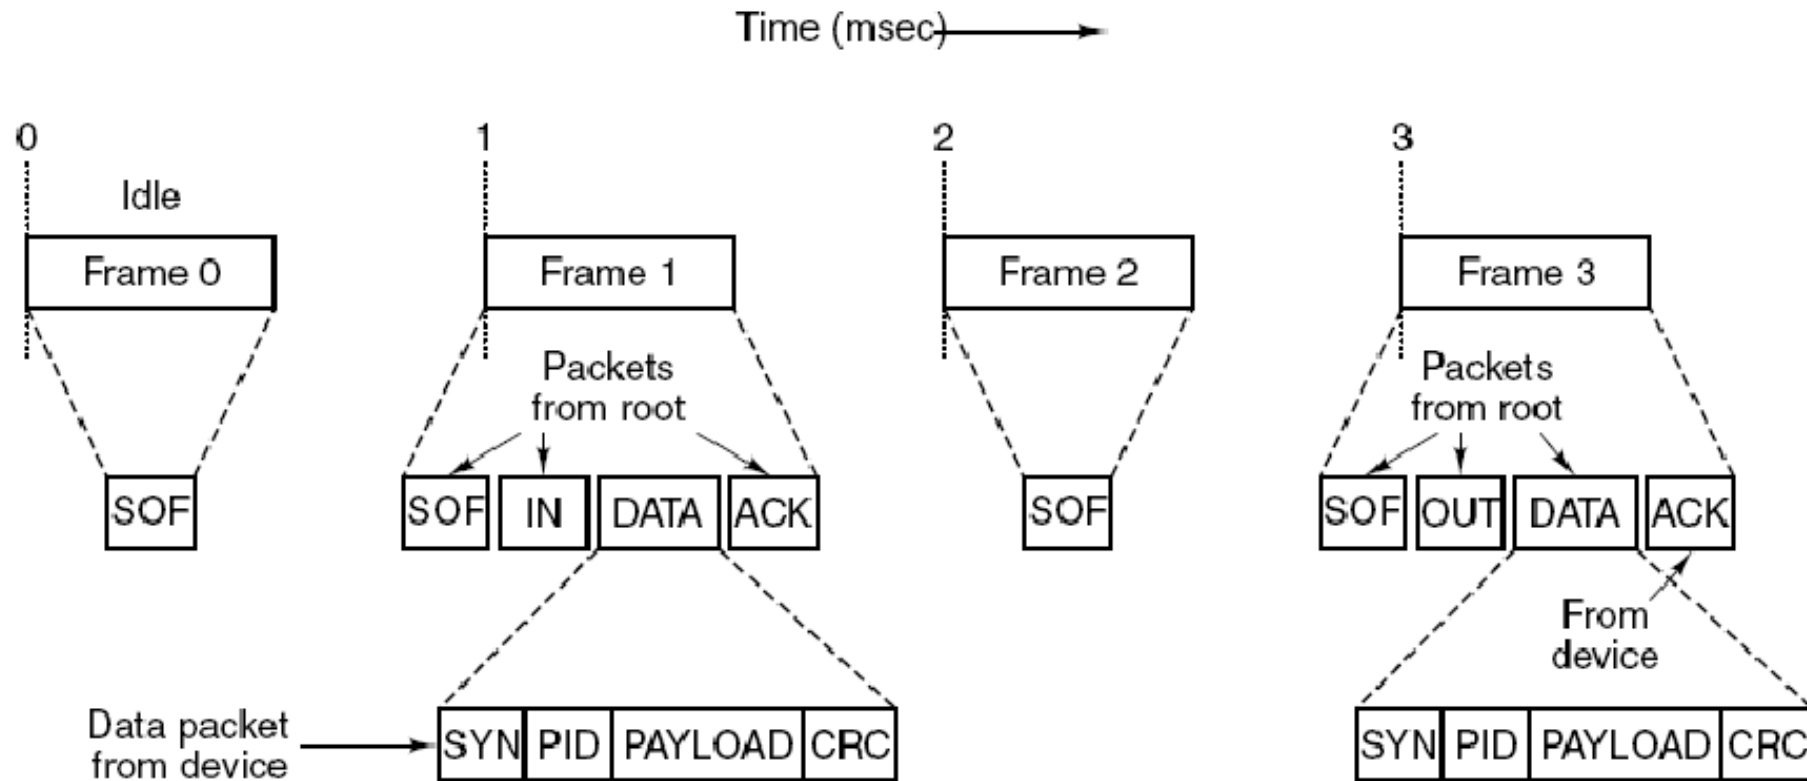 Time (msec)
0 1 2 3
Idle
Frame 0 Frame 1 Frame 2 Frame 3
Packets
from root
Packets
from root
SOF SOF IN DATA ACK SOF SOF OUT DATA ACK
From
device
Data packet
from device
SYN PID PAYLOAD CRC SYN PID PAYLOAD CRC